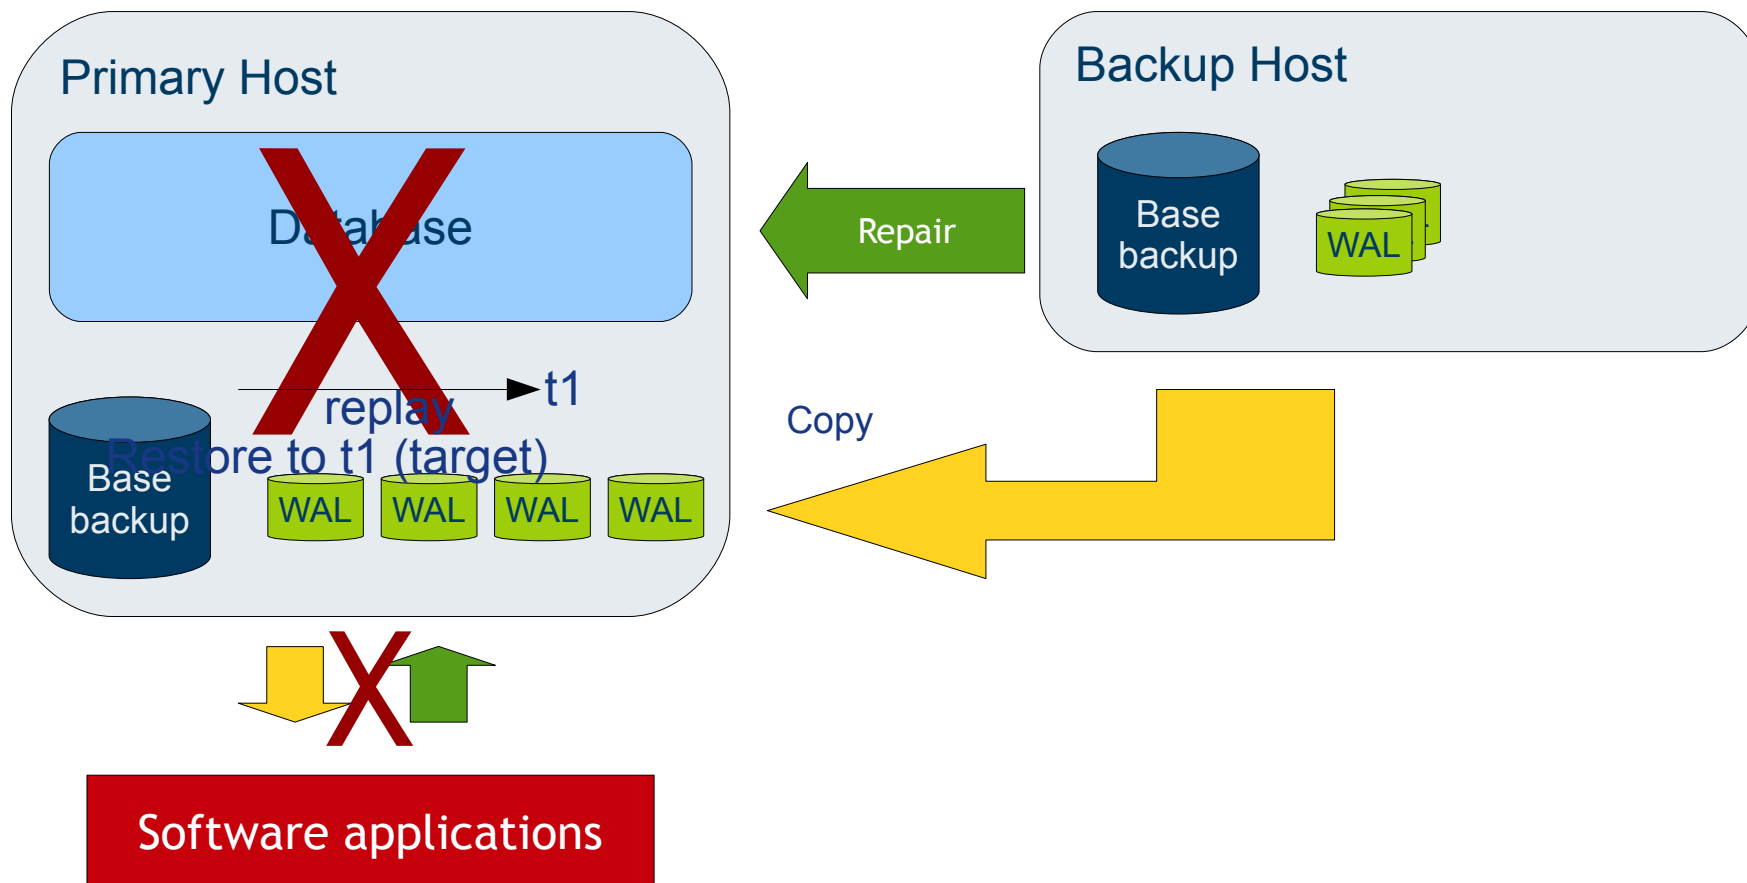 Primary Host
Backup Host
Database
Repair
Base
backup
WAL
t1
replay
Restore to t1 (target)
Copy
Base
backup
WAL
WAL
WAL
WAL
Software applications